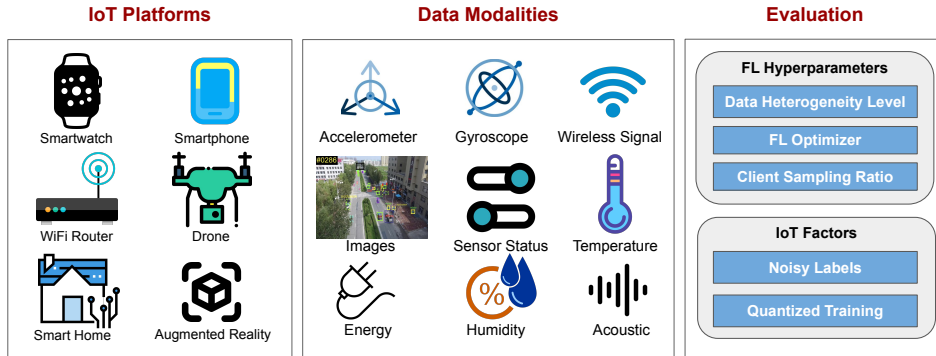 IoT Platforms
Smartwatch
Smartphone
WiFi Router
Drone
Smart Home
Augmented Reality
Data Modalities
Accelerometer
Gyroscope
Wireless Signal
#0286
Images
Sensor Status
Temperature
Energy
%
Humidity
Acoustic
Evaluation
FL Hyperparameters
Data Heterogeneity Level
FL Optimizer
Client Sampling Ratio
IoT Factors
Noisy Labels
Quantized Training